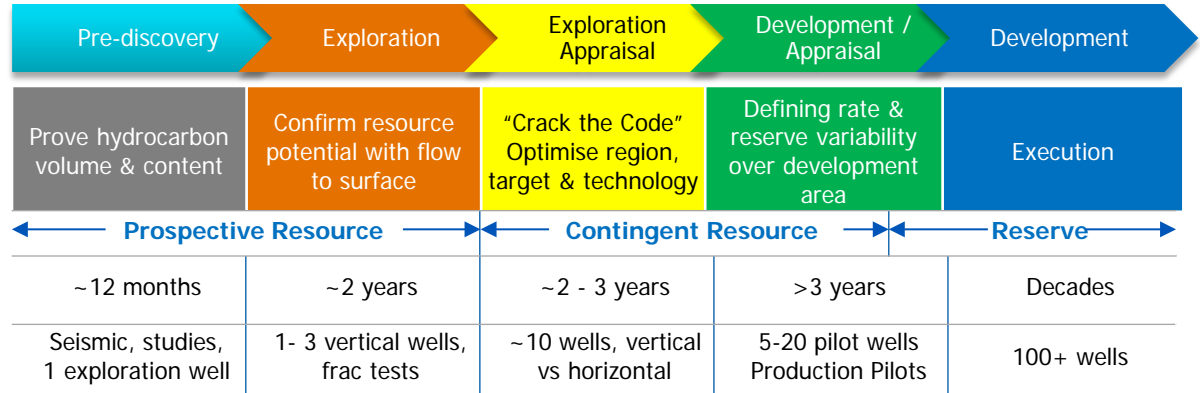 Pre-discovery
Exploration
Exploration
Appraisal
Development /
Appraisal
Development
Prove hydrocarbon
volume & content
Confirm resource
potential with flow
to surface
“Crack the Code”
Optimise region,
target & technology
Defining rate &
reserve variability
over development
area
Execution
Prospective Resource
Contingent Resource
Reserve
~12 months
~2 years
~2 - 3 years
>3 years
Decades
Seismic, studies,
1 exploration well
1- 3 vertical wells,
frac tests
~10 wells, vertical
vs horizontal
5-20 pilot wells
Production Pilots
100+ wells